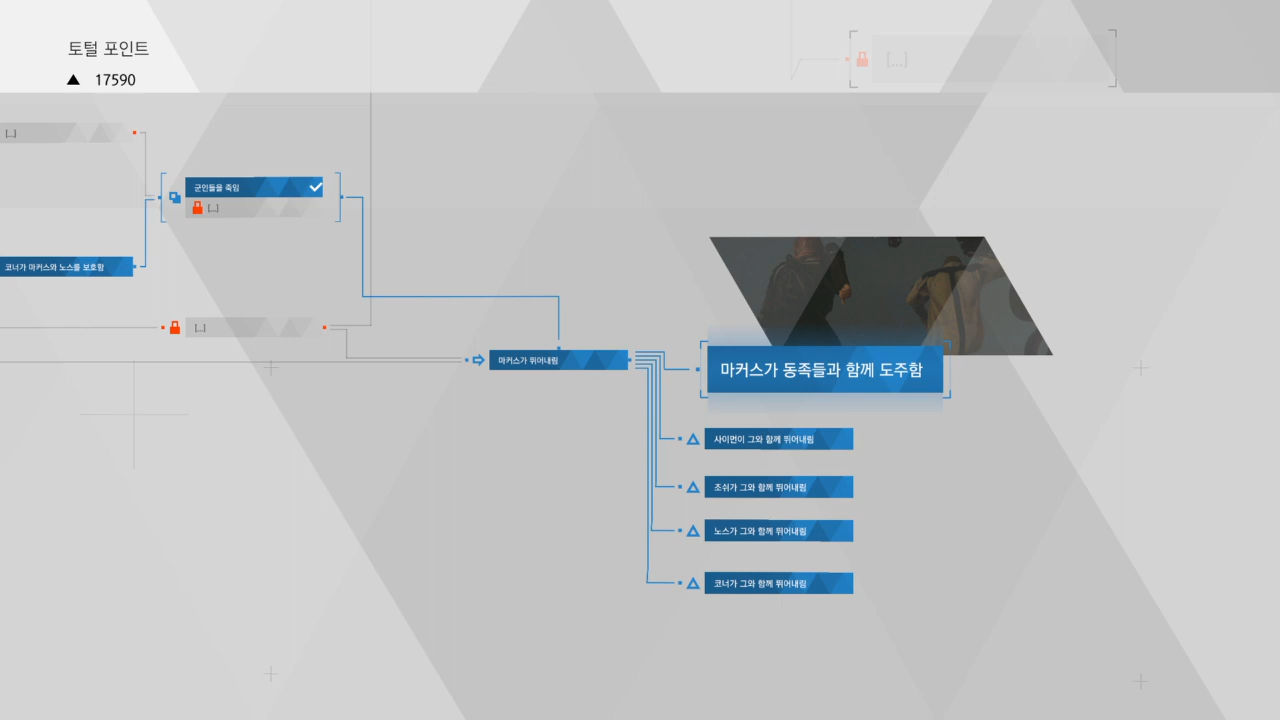 토털 포인트
▲ 17590
[...]
[...]
군인들을 죽임
[...]
코너가 마커스와 노스를 보호함
[...]
마커스가 뛰어내림
마커스가 동족들과 함께 도주함
사이먼이 그와 함께 뛰어내림
조쉬가 그와 함께 뛰어내림
노스가 그와 함께 뛰어내림
코너가 그와 함께 뛰어내림